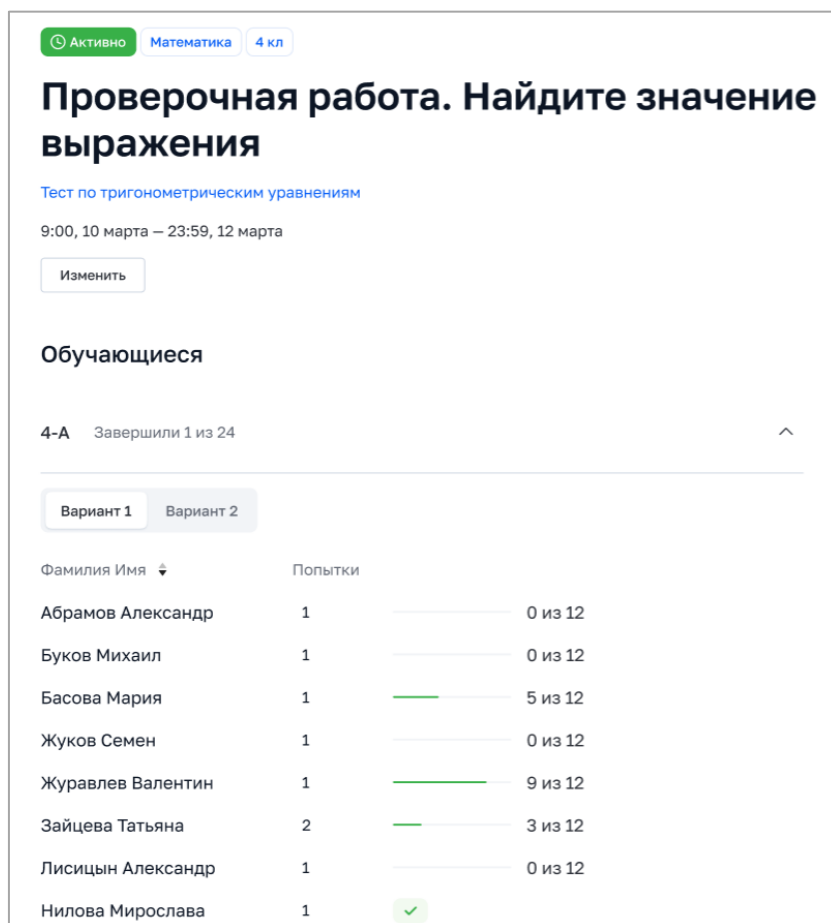 Активно Математика 4 кл
Проверочная работа. Найдите значение
выражения
Тест по тригонометрическим уравнениям
9:00, 10 марта — 23:59, 12 марта
Изменить
Обучающиеся
4-А Завершили 1 из 24
Вариант 1 Вариант 2
Фамилия Имя Попытки
Абрамов Александр 1 0 из 12
Буков Михаил 1 0 из 12
Басова Мария 1 5 из 12
Жуков Семен 1 0 из 12
Журавлев Валентин 1 9 из 12
Зайцева Татьяна 2 3 из 12
Лисицын Александр 1 0 из 12
Нилова Мирослава 1